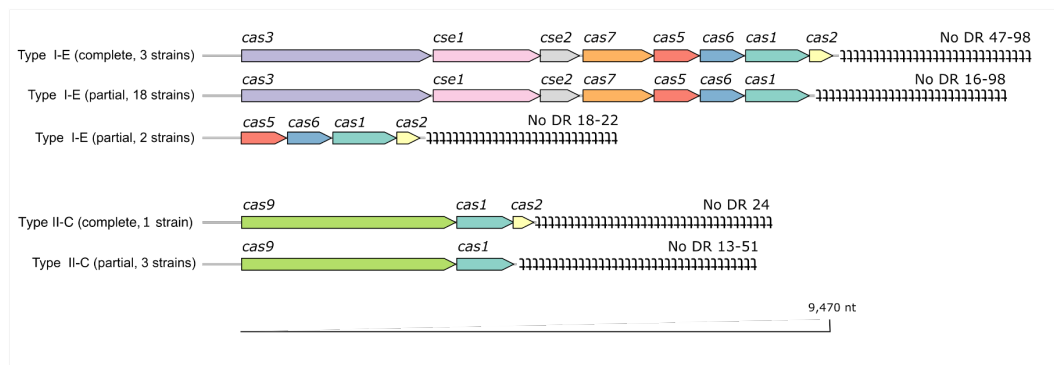 cas3 cse1 cse2 cas7 cas5 cas6 cas1 cas2 No DR 47-98
Type I-E (complete, 3 strains)
cas3 cse1 cse2 cas7 cas5 cas6 cas1 No DR 16-98
Type I-E (partial, 18 strains)
cas5 cas6 cas1 cas2 No DR 18-22
Type I-E (partial, 2 strains)
cas9 cas1 cas2 No DR 24
Type II-C (complete, 1 strain)
cas9 cas1 No DR 13-51
Type II-C (partial, 3 strains)
9,470 nt